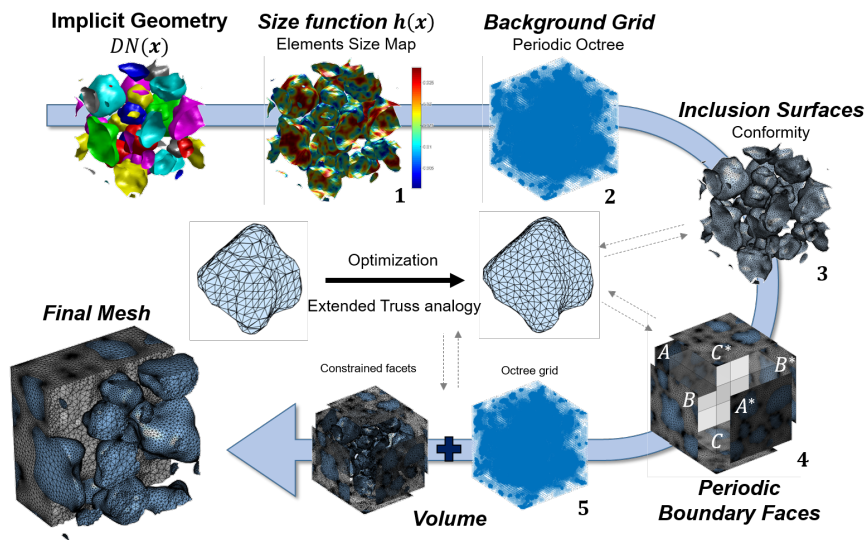 Implicit Geometry
DN(x)
Size function h(x)
Elements Size Map
Background Grid
Periodic Octree
Inclusion Surfaces
Conformity
1
2
3
Optimization
Extended Truss analogy
Final Mesh
Constrained facets
Octree grid
A
C*
B*
B
A*
C
4
5
Volume
Periodic
Boundary Faces